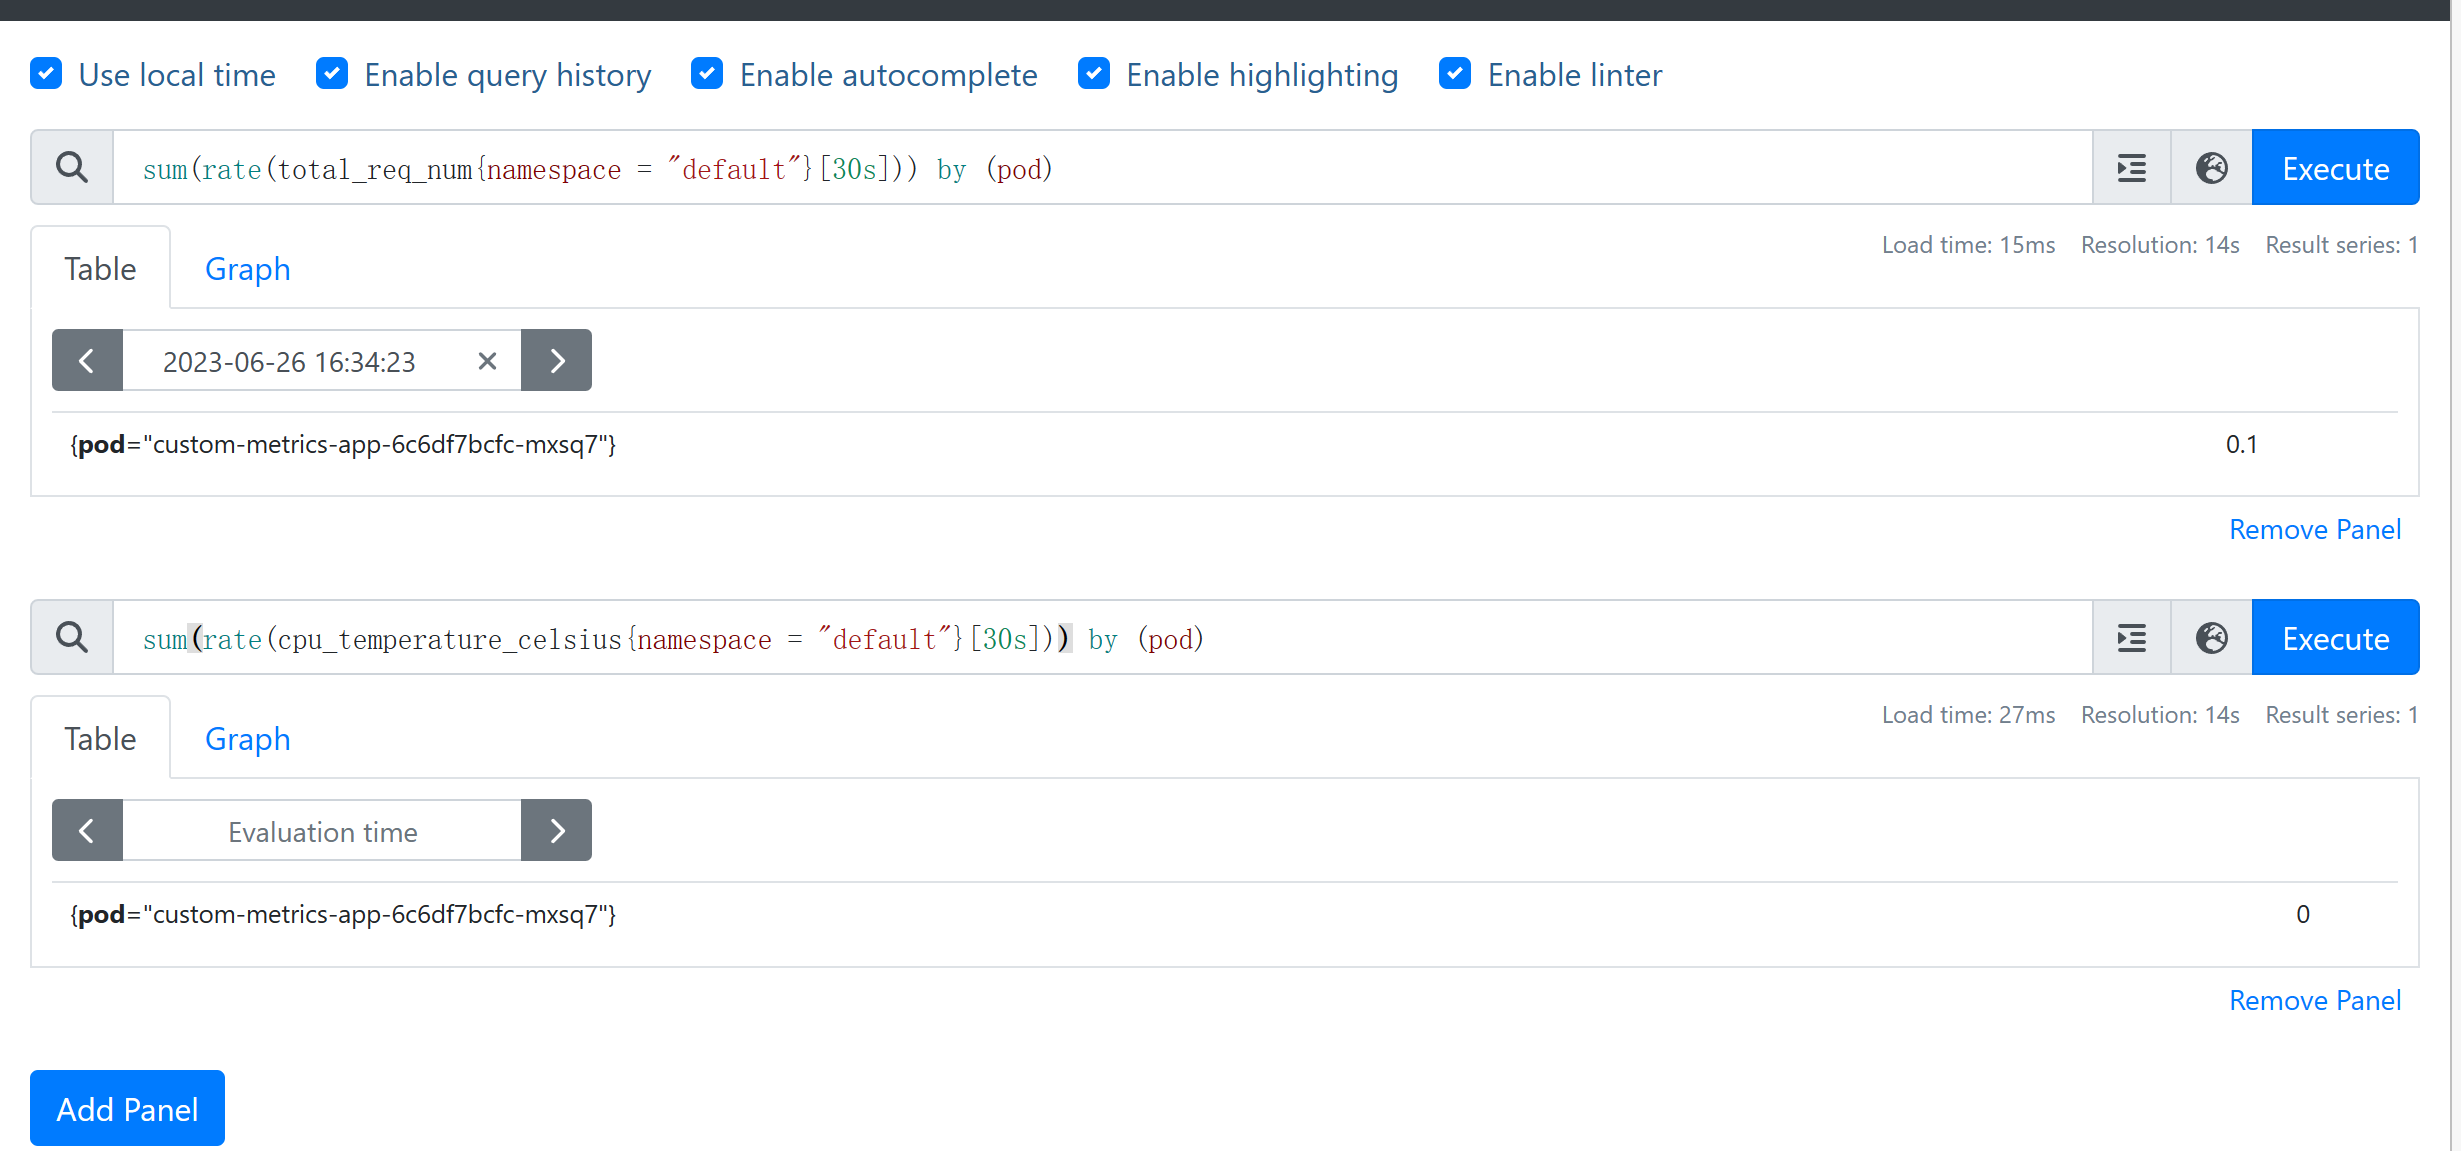 Use local time Enable query history Enable autocomplete Enable highlighting Enable linter
sum(rate(total_req_num{namespace = "default"}[30s])) by (pod)
Execute
Table Graph
Load time: 15ms Resolution: 14s Result series: 1
2023-06-26 16:34:23
{pod="custom-metrics-app-6c6df7bcfc-mxsq7"} 0.1
Remove Panel
sum(rate(cpu_temperature_celsius{namespace = "default"}[30s])) by (pod)
Execute
Table Graph
Load time: 27ms Resolution: 14s Result series: 1
Evaluation time
{pod="custom-metrics-app-6c6df7bcfc-mxsq7"} 0
Remove Panel
Add Panel